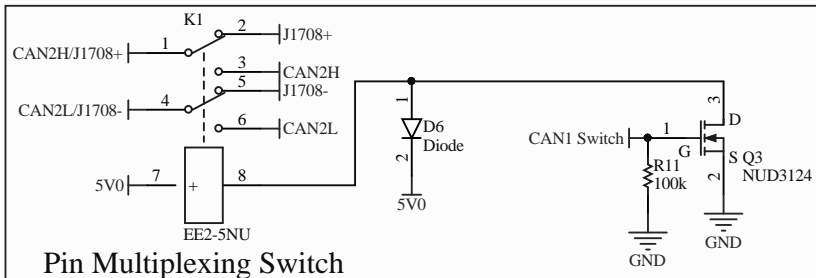 K1
2
J1708+
CAN2H/J1708+
1
3
CAN2H
5
J1708-
CAN2L/J1708-
4
6
CAN2L
5V0
7
+
8
EE2-5NU
1
D6
Diode
2
5V0
CAN1 Switch
1
G
3
D
S
Q3
NUD3124
2
R11
100k
GND
GND
Pin Multiplexing Switch